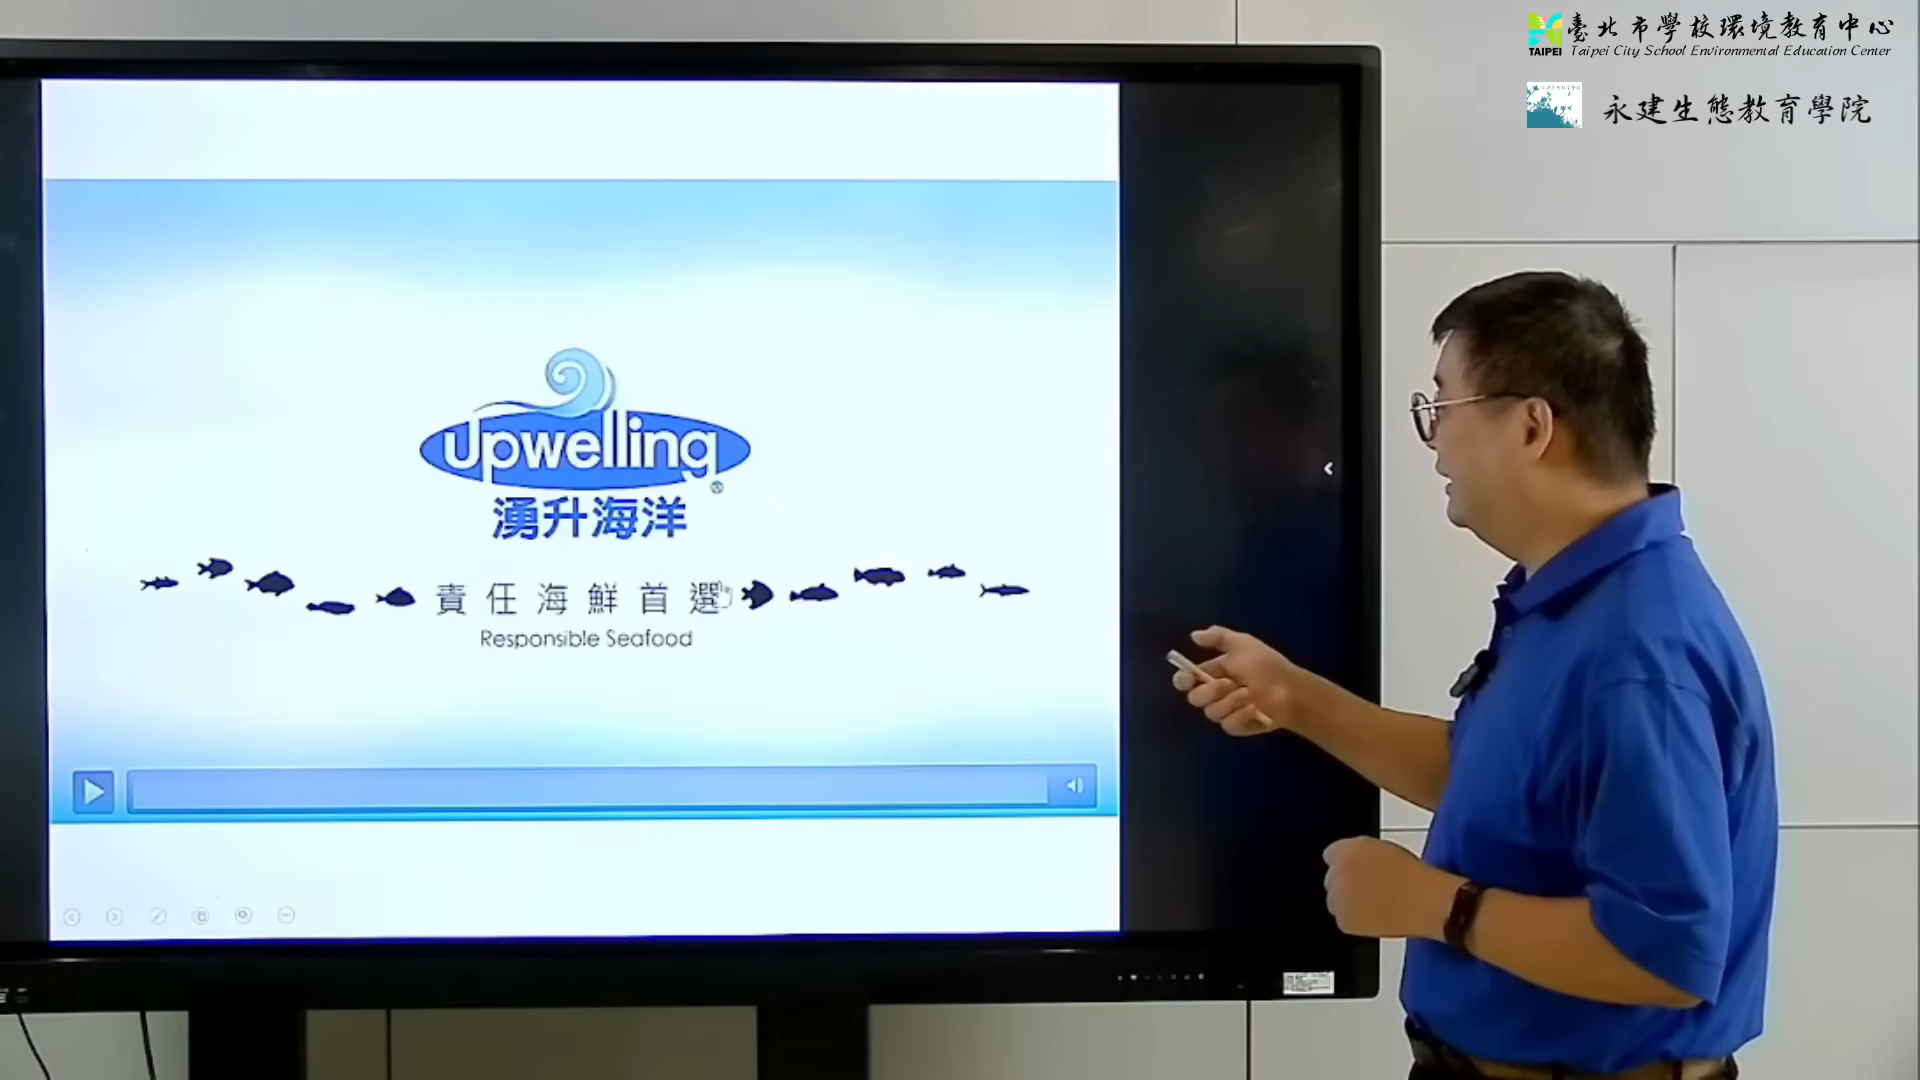 臺北市學校環境教育中心
TAIPEI
Taipei City School Environmental Education Center
永建生態教育學院
upwelling®
湧升海洋
責任海鮮首選
Responsible Seafood